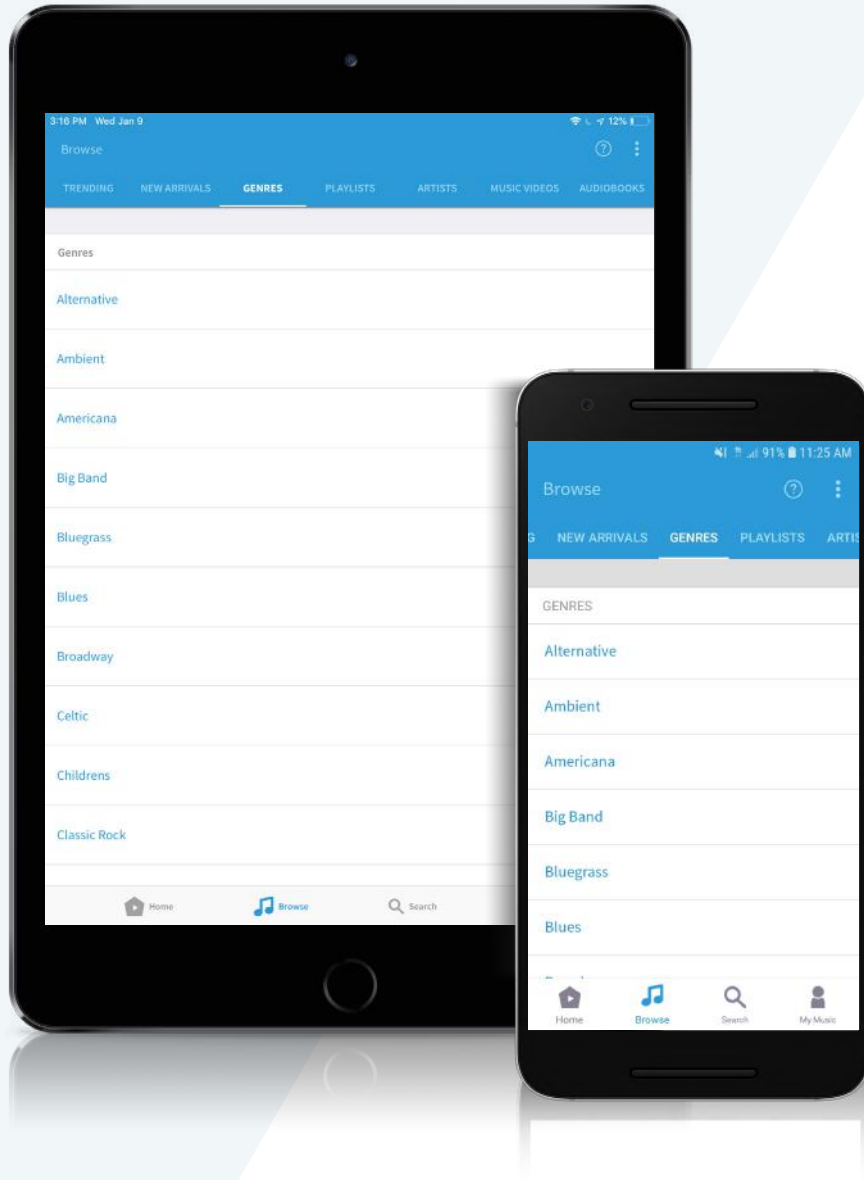 3:16 PM Wed Jan 9 12%
Browse
TRENDING NEW ARRIVALS GENRES PLAYLISTS ARTISTS MUSIC VIDEOS AUDIOBOOKS
Genres
Alternative
Ambient
Americana
Big Band
Bluegrass
Blues
Broadway
Celtic
Childrens
Classic Rock
Home Browse Search
91% 11:25 AM
Browse
G NEW ARRIVALS GENRES PLAYLISTS ARTIS
GENRES
Alternative
Ambient
Americana
Big Band
Bluegrass
Blues
Home Browse Search My Music